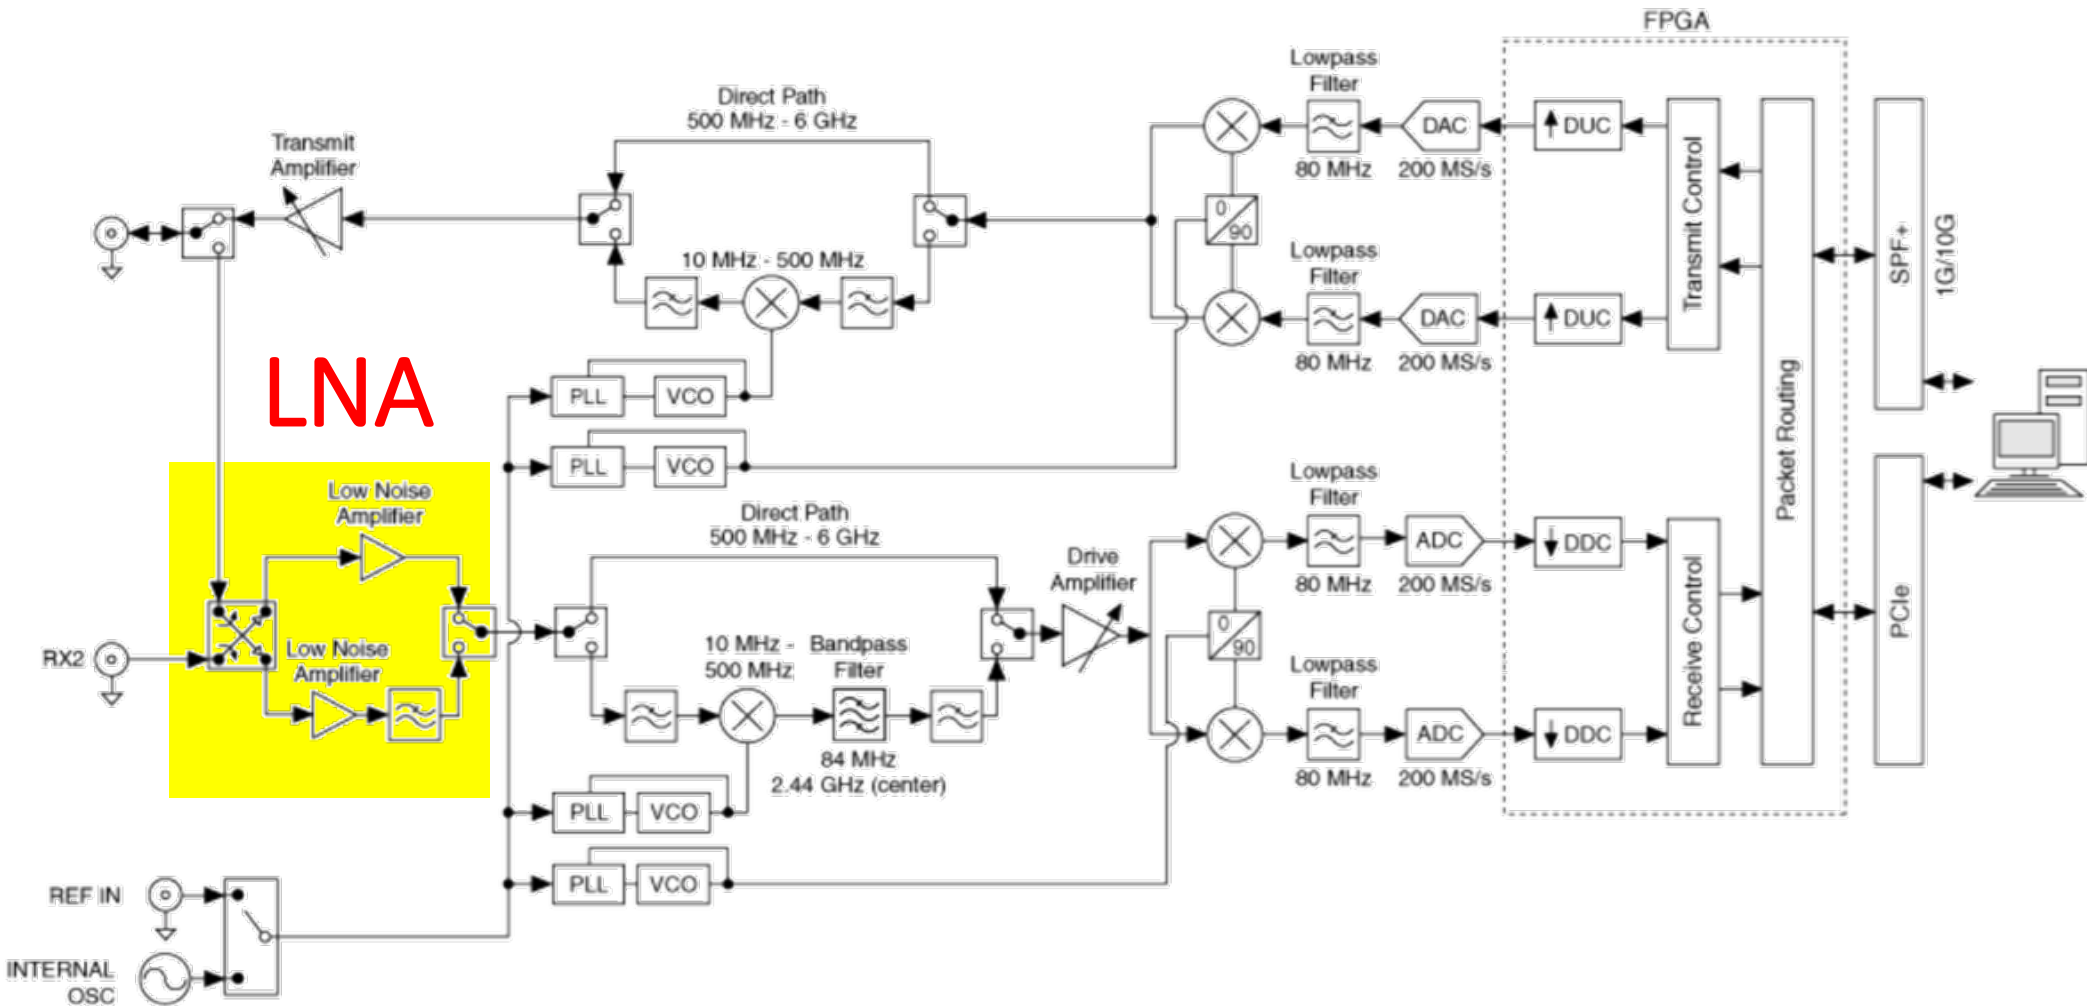 FPGA
Lowpass
Filter
Direct Path
500 MHz - 6 GHz
DAC
DUC
Transmit
Amplifier
80 MHz
200 MS/s
0
90
10 MHz - 500 MHz
Lowpass
Filter
DAC
DUC
80 MHz
200 MS/s
Transmit Control
SPF+
1G/10G
LNA
PLL
VCO
PLL
VCO
Packet Routing
Low Noise
Amplifier
Direct Path
500 MHz - 6 GHz
Lowpass
Filter
Drive
Amplifier
ADC
DDC
80 MHz
200 MS/s
0
90
RX2
Low Noise
Amplifier
10 MHz -
500 MHz
Bandpass
Filter
Lowpass
Filter
Receive Control
PCIe
ADC
DDC
84 MHz
2.44 GHz (center)
80 MHz
200 MS/s
PLL
VCO
PLL
VCO
REF IN
INTERNAL
OSC